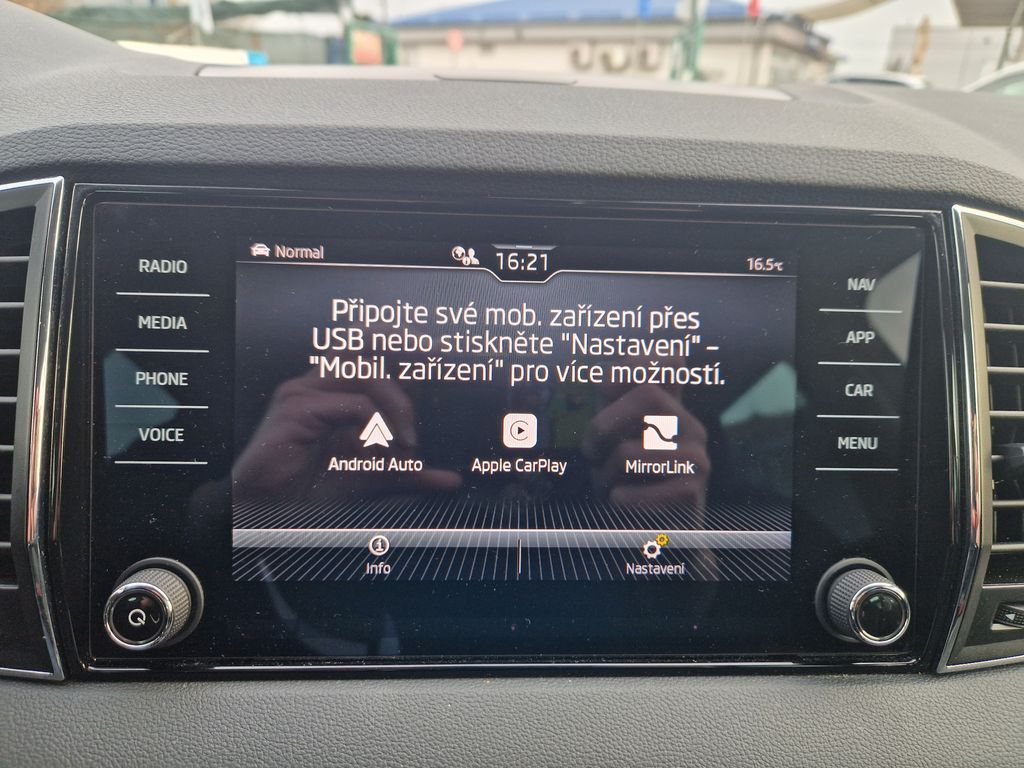 Normal
16:21
16.5°C
RADIO
MEDIA
PHONE
VOICE
Připojte své mob. zařízení přes
USB nebo stiskněte "Nastavení" –
"Mobil. zařízení" pro více možností.
Android Auto
Apple CarPlay
MirrorLink
Info
Nastavení
NAV
APP
CAR
MENU